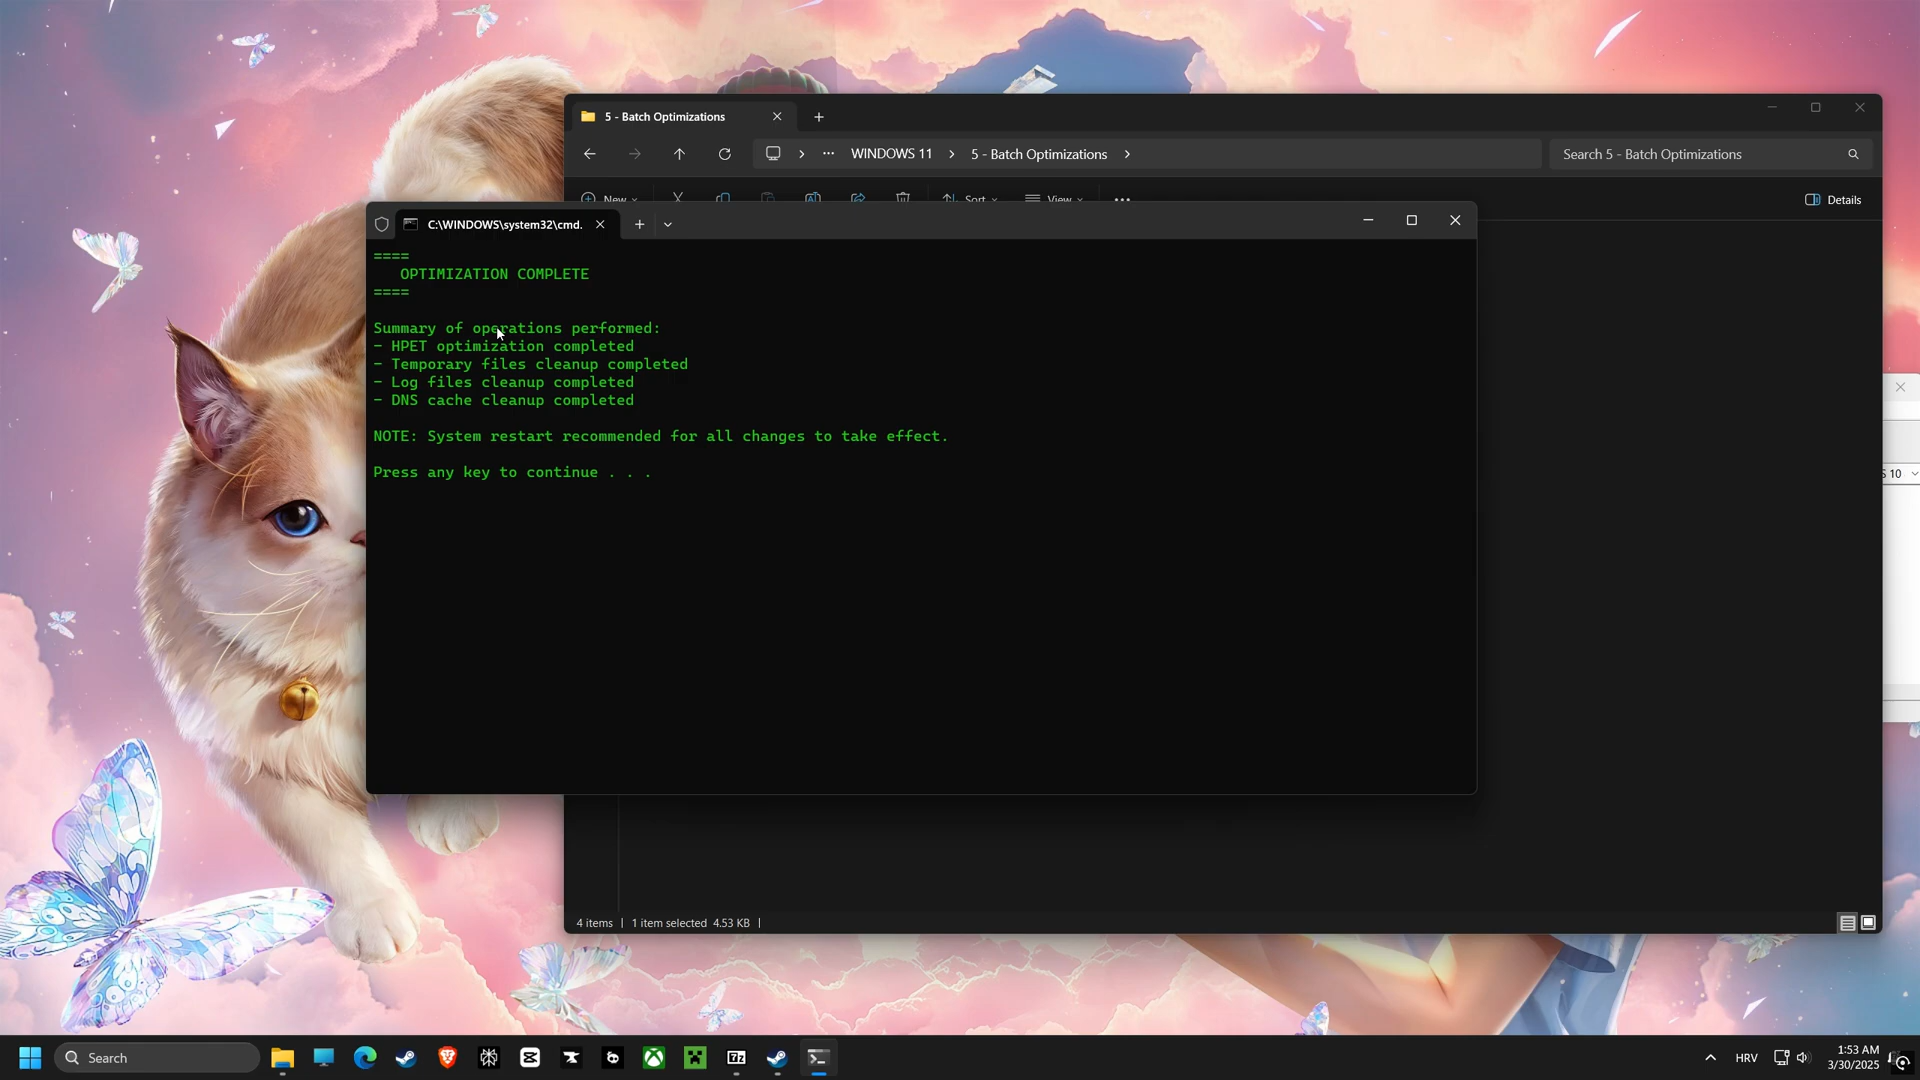 5 - Batch Optimizations
WINDOWS 11
5 - Batch Optimizations
Search 5 - Batch Optimizations
New
Sort
View
Details
C:\WINDOWS\system32\cmd.
====
OPTIMIZATION COMPLETE
====
Summary of operations performed:
- HPET optimization completed
- Temporary files cleanup completed
- Log files cleanup completed
- DNS cache cleanup completed
NOTE: System restart recommended for all changes to take effect.
Press any key to continue . . .
10
4 items
1 item selected 4.53 KB
Search
7z
HRV
1:53 AM
3/30/2025